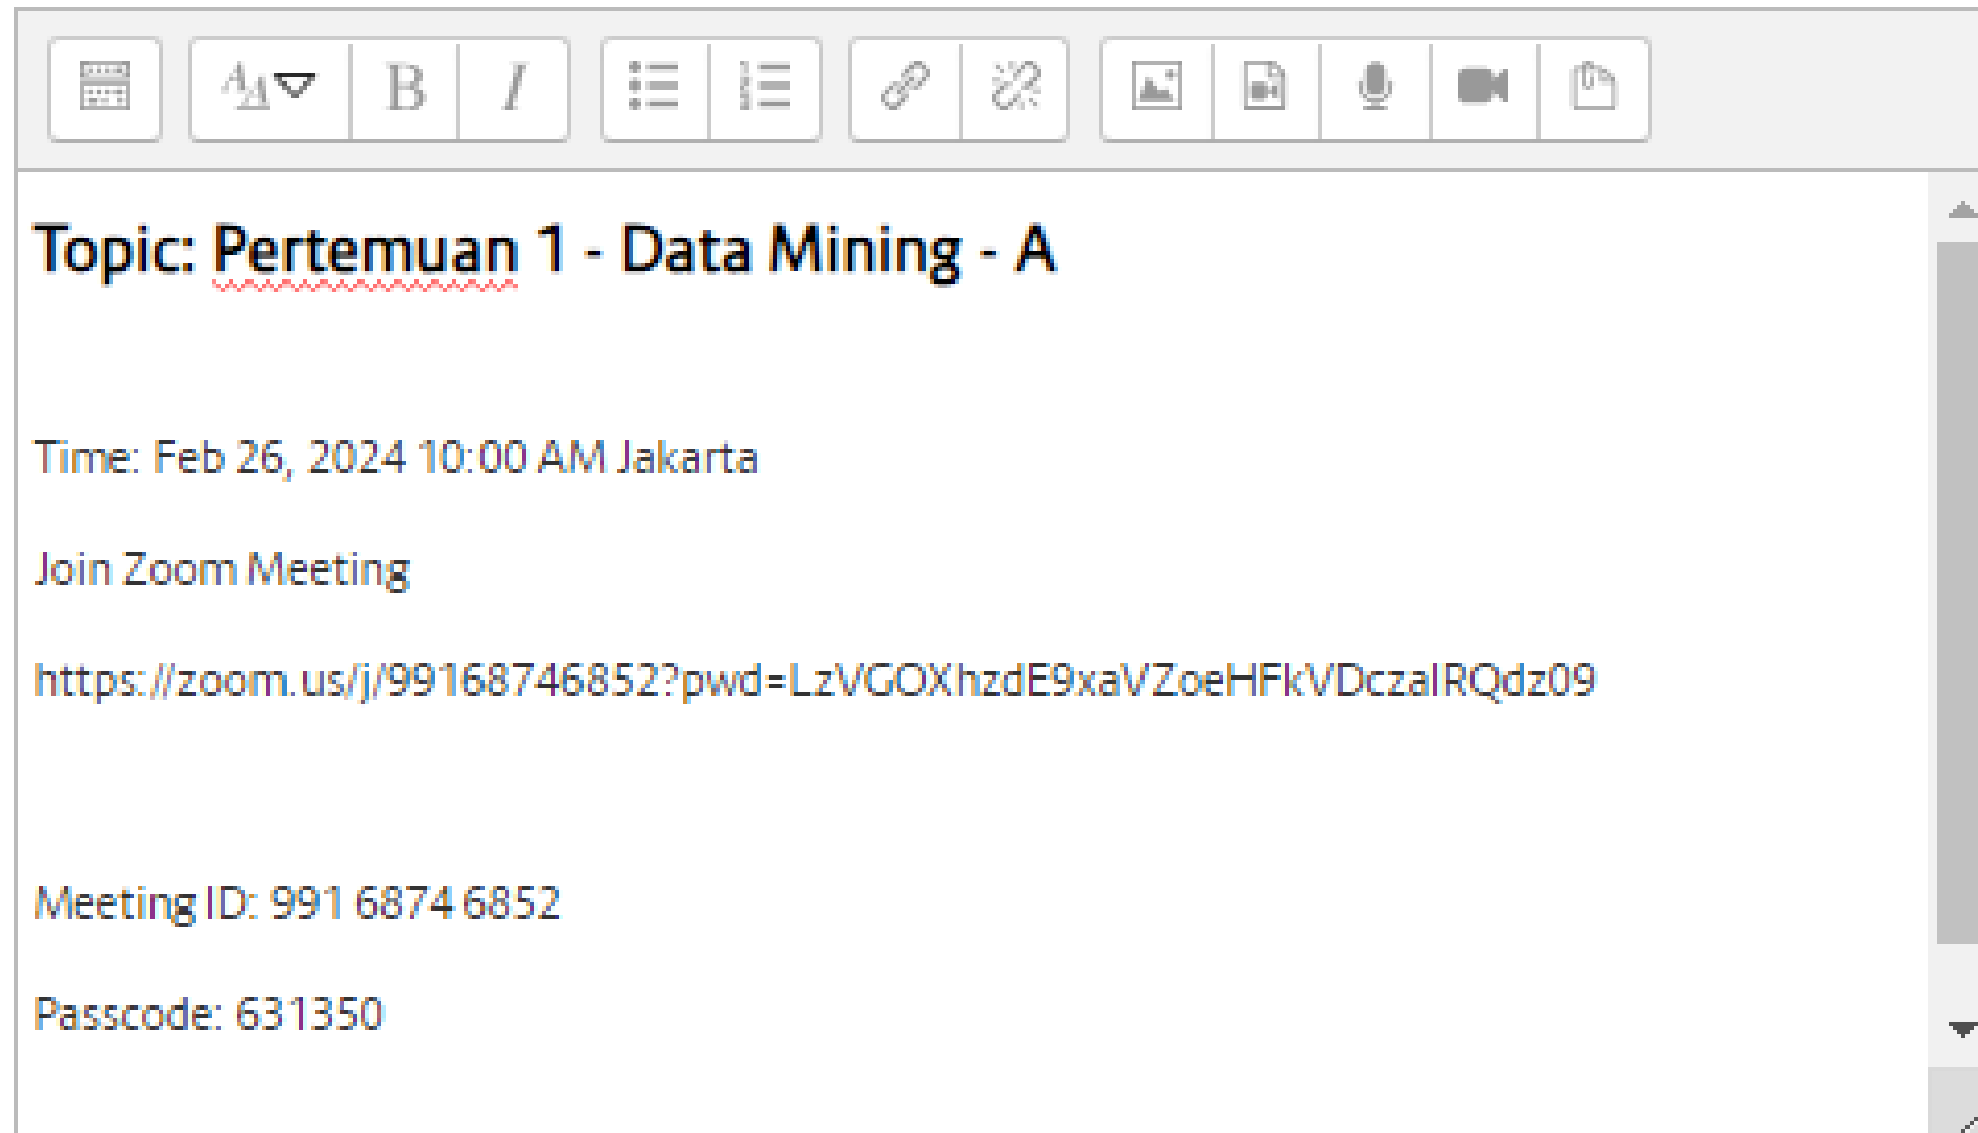 Topic: Pertemuan 1 - Data Mining - A
Time: Feb 26, 2024 10:00 AM Jakarta
Join Zoom Meeting
https://zoom.us/j/99168746852?pwd=LzVGOXhzdE9xaVZoeHFkVDczalRQdz09
Meeting ID: 991 6874 6852
Passcode: 631350